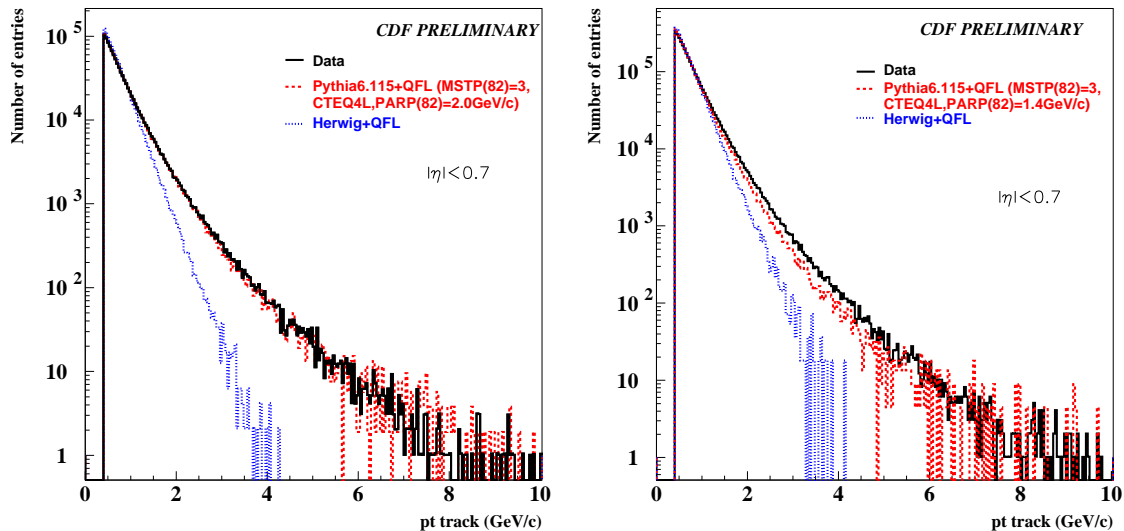 CDF PRELIMINARY
Number of entries
10^5
10^4
10^3
10^2
10
1
Data
Pythia6.115+QFL (MSTP(82)=3,
CTEQ4L,PARP(82)=2.0GeV/c)
Herwig+QFL
|η|<0.7
0 2 4 6 8 10
pt track (GeV/c)
CDF PRELIMINARY
Number of entries
10^5
10^4
10^3
10^2
10
1
Data
Pythia6.115+QFL (MSTP(82)=3,
CTEQ4L,PARP(82)=1.4GeV/c)
Herwig+QFL
|η|<0.7
0 2 4 6 8 10
pt track (GeV/c)